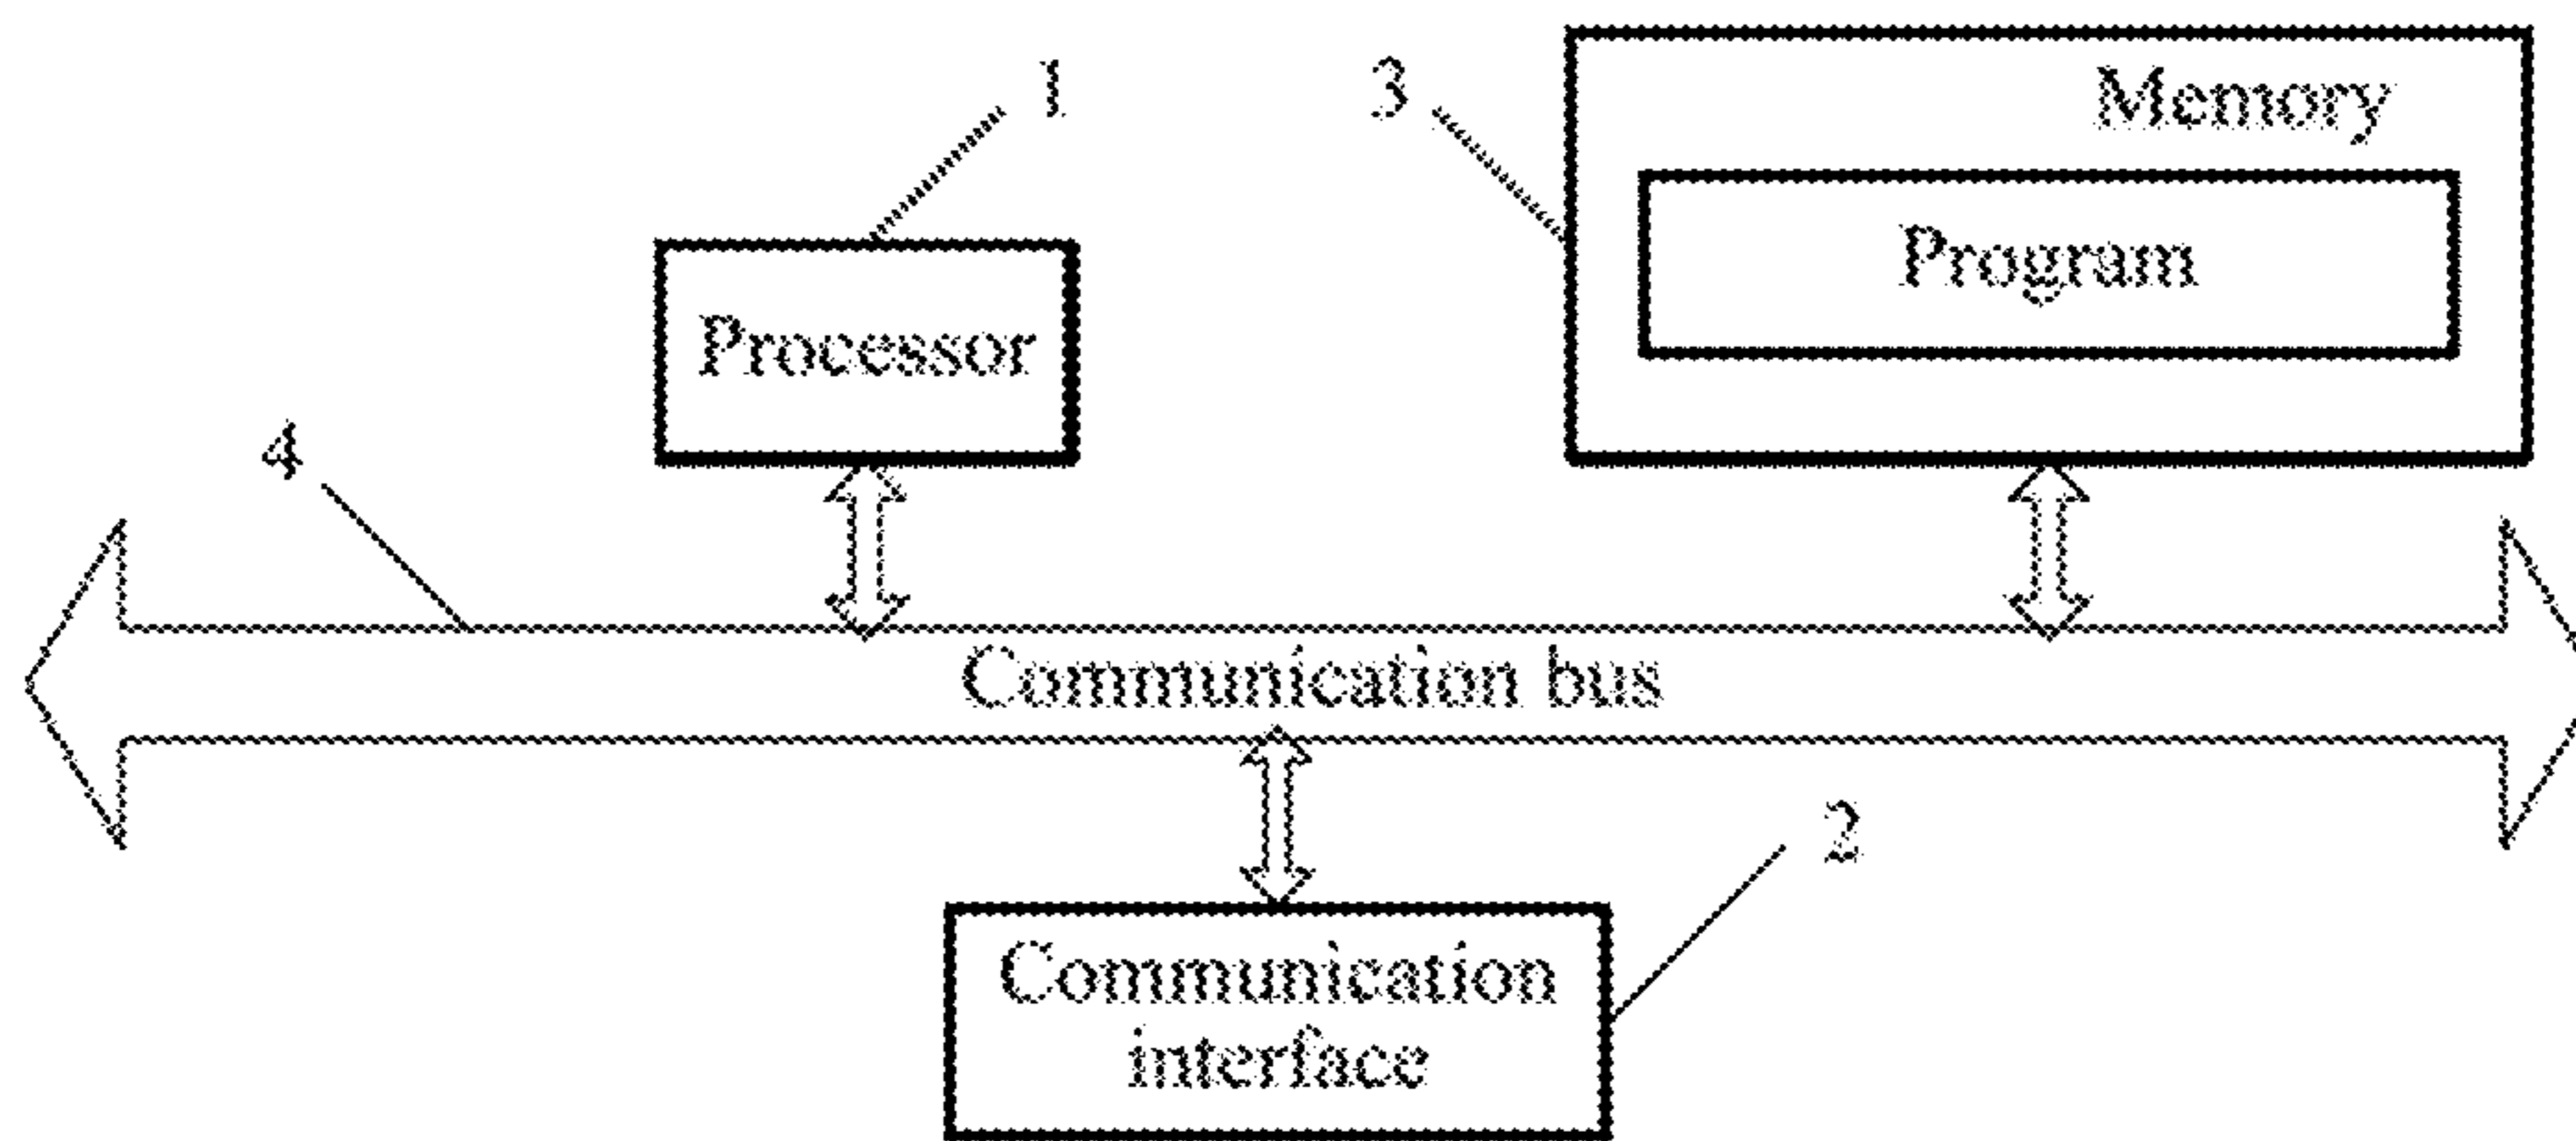 1
3
Memory
Program
Processor
4
Communication bus
2
Communication
interface